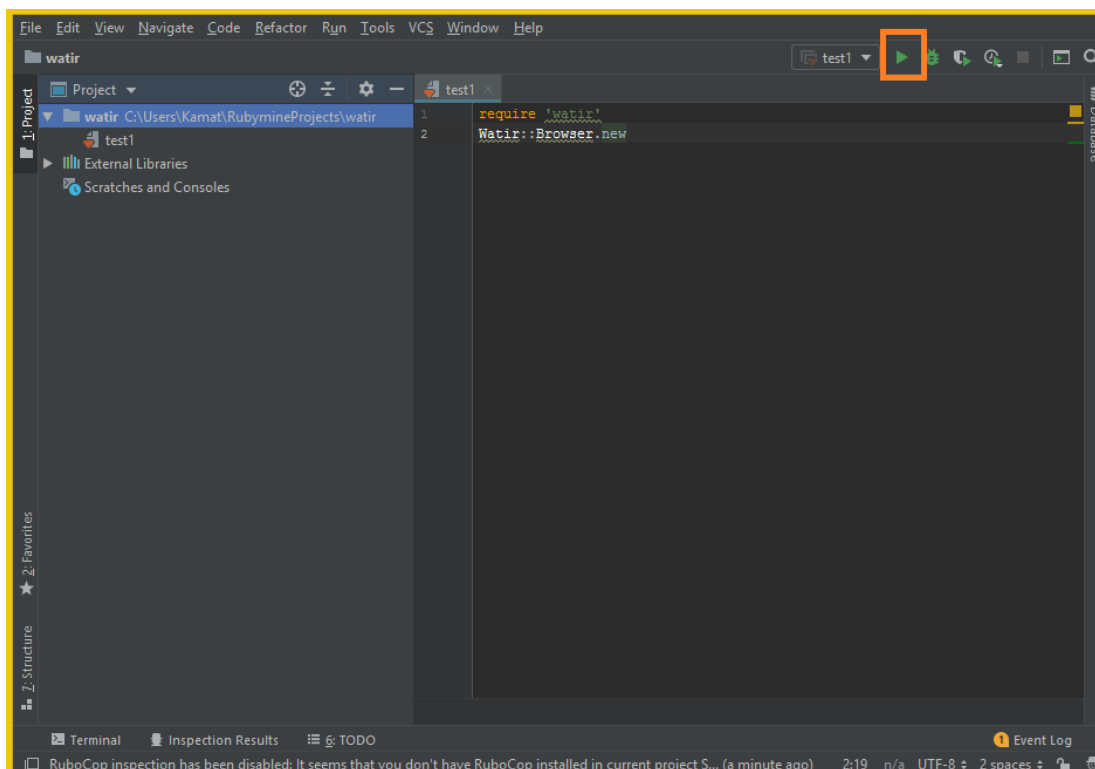 File Edit View Navigate Code Refactor Run Tools VCS Window Help
watir
test1
1: Project
Project
test1
watir C:\Users\Kamat\RubymineProjects\watir
test1
External Libraries
Scratches and Consoles
1 require 'watir'
2 Watir::Browser.new
Database
2: Favorites
7: Structure
Terminal Inspection Results 6: TODO
1 Event Log
RuboCop inspection has been disabled: It seems that you don't have RuboCop installed in current project S... (a minute ago) 2:19 n/a UTF-8 2 spaces